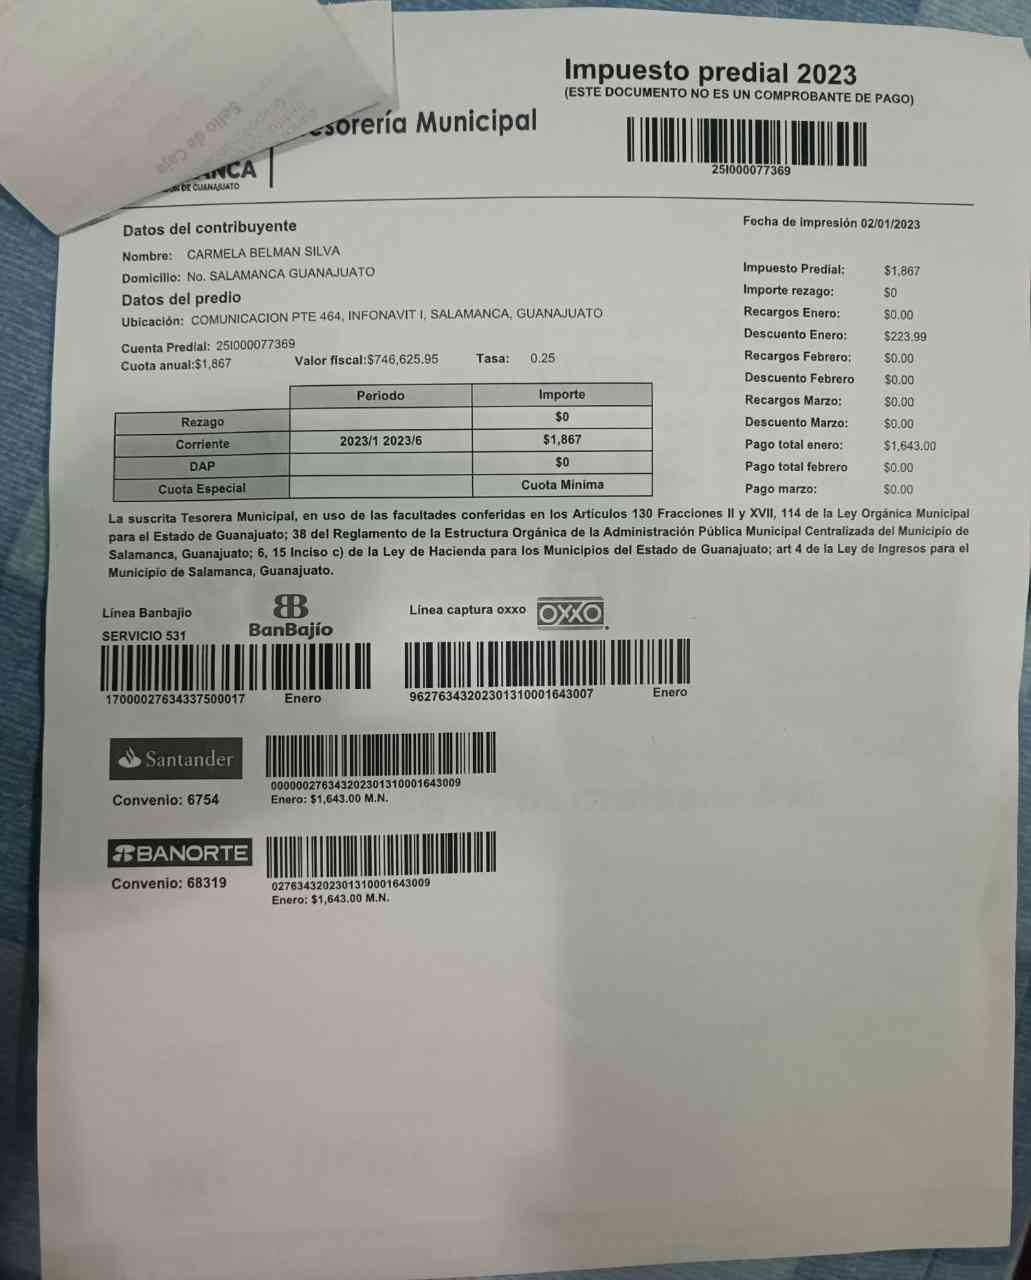 Impuesto predial 2023
(ESTE DOCUMENTO NO ES UN COMPROBANTE DE PAGO)
Municipal
25I000077369
DE GUANAJUATO
Sello de Caja
Fecha de impresión 02/01/2023
Datos del contribuyente
Nombre: CARMELA BELMAN SILVA
Domicilio: No. SALAMANCA GUANAJUATO
Datos del predio
Ubicación: COMUNICACION PTE 464, INFONAVIT I, SALAMANCA, GUANAJUATO
Cuenta Predial: 25I000077369
Cuota anual:$1,867 Valor fiscal:$746,625.95 Tasa: 0.25
Impuesto Predial: $1,867
Importe rezago: $0
Recargos Enero: $0.00
Descuento Enero: $223.99
Recargos Febrero: $0.00
Descuento Febrero $0.00
Recargos Marzo: $0.00
Descuento Marzo: $0.00
Pago total enero: $1,643.00
Pago total febrero $0.00
Pago marzo: $0.00
Periodo Importe
Rezago $0
Corriente 2023/1 2023/6 $1,867
DAP $0
Cuota Especial Cuota Mínima
La suscrita Tesorera Municipal, en uso de las facultades conferidas en los Artículos 130 Fracciones II y XVII, 114 de la Ley Orgánica Municipal
para el Estado de Guanajuato; 38 del Reglamento de la Estructura Orgánica de la Administración Pública Municipal Centralizada del Municipio de
Salamanca, Guanajuato; 6, 15 Inciso c) de la Ley de Hacienda para los Municipios del Estado de Guanajuato; art 4 de la Ley de Ingresos para el
Municipio de Salamanca, Guanajuato.
Línea Banbajio
SERVICIO 531
BanBajío
17000027634337500017 Enero
Línea captura oxxo OXXO
96276343202301310001643007 Enero
Santander
Convenio: 6754
000000276343202301310001643009
Enero: $1,643.00 M.N.
BANORTE
Convenio: 68319
0276343202301310001643009
Enero: $1,643.00 M.N.